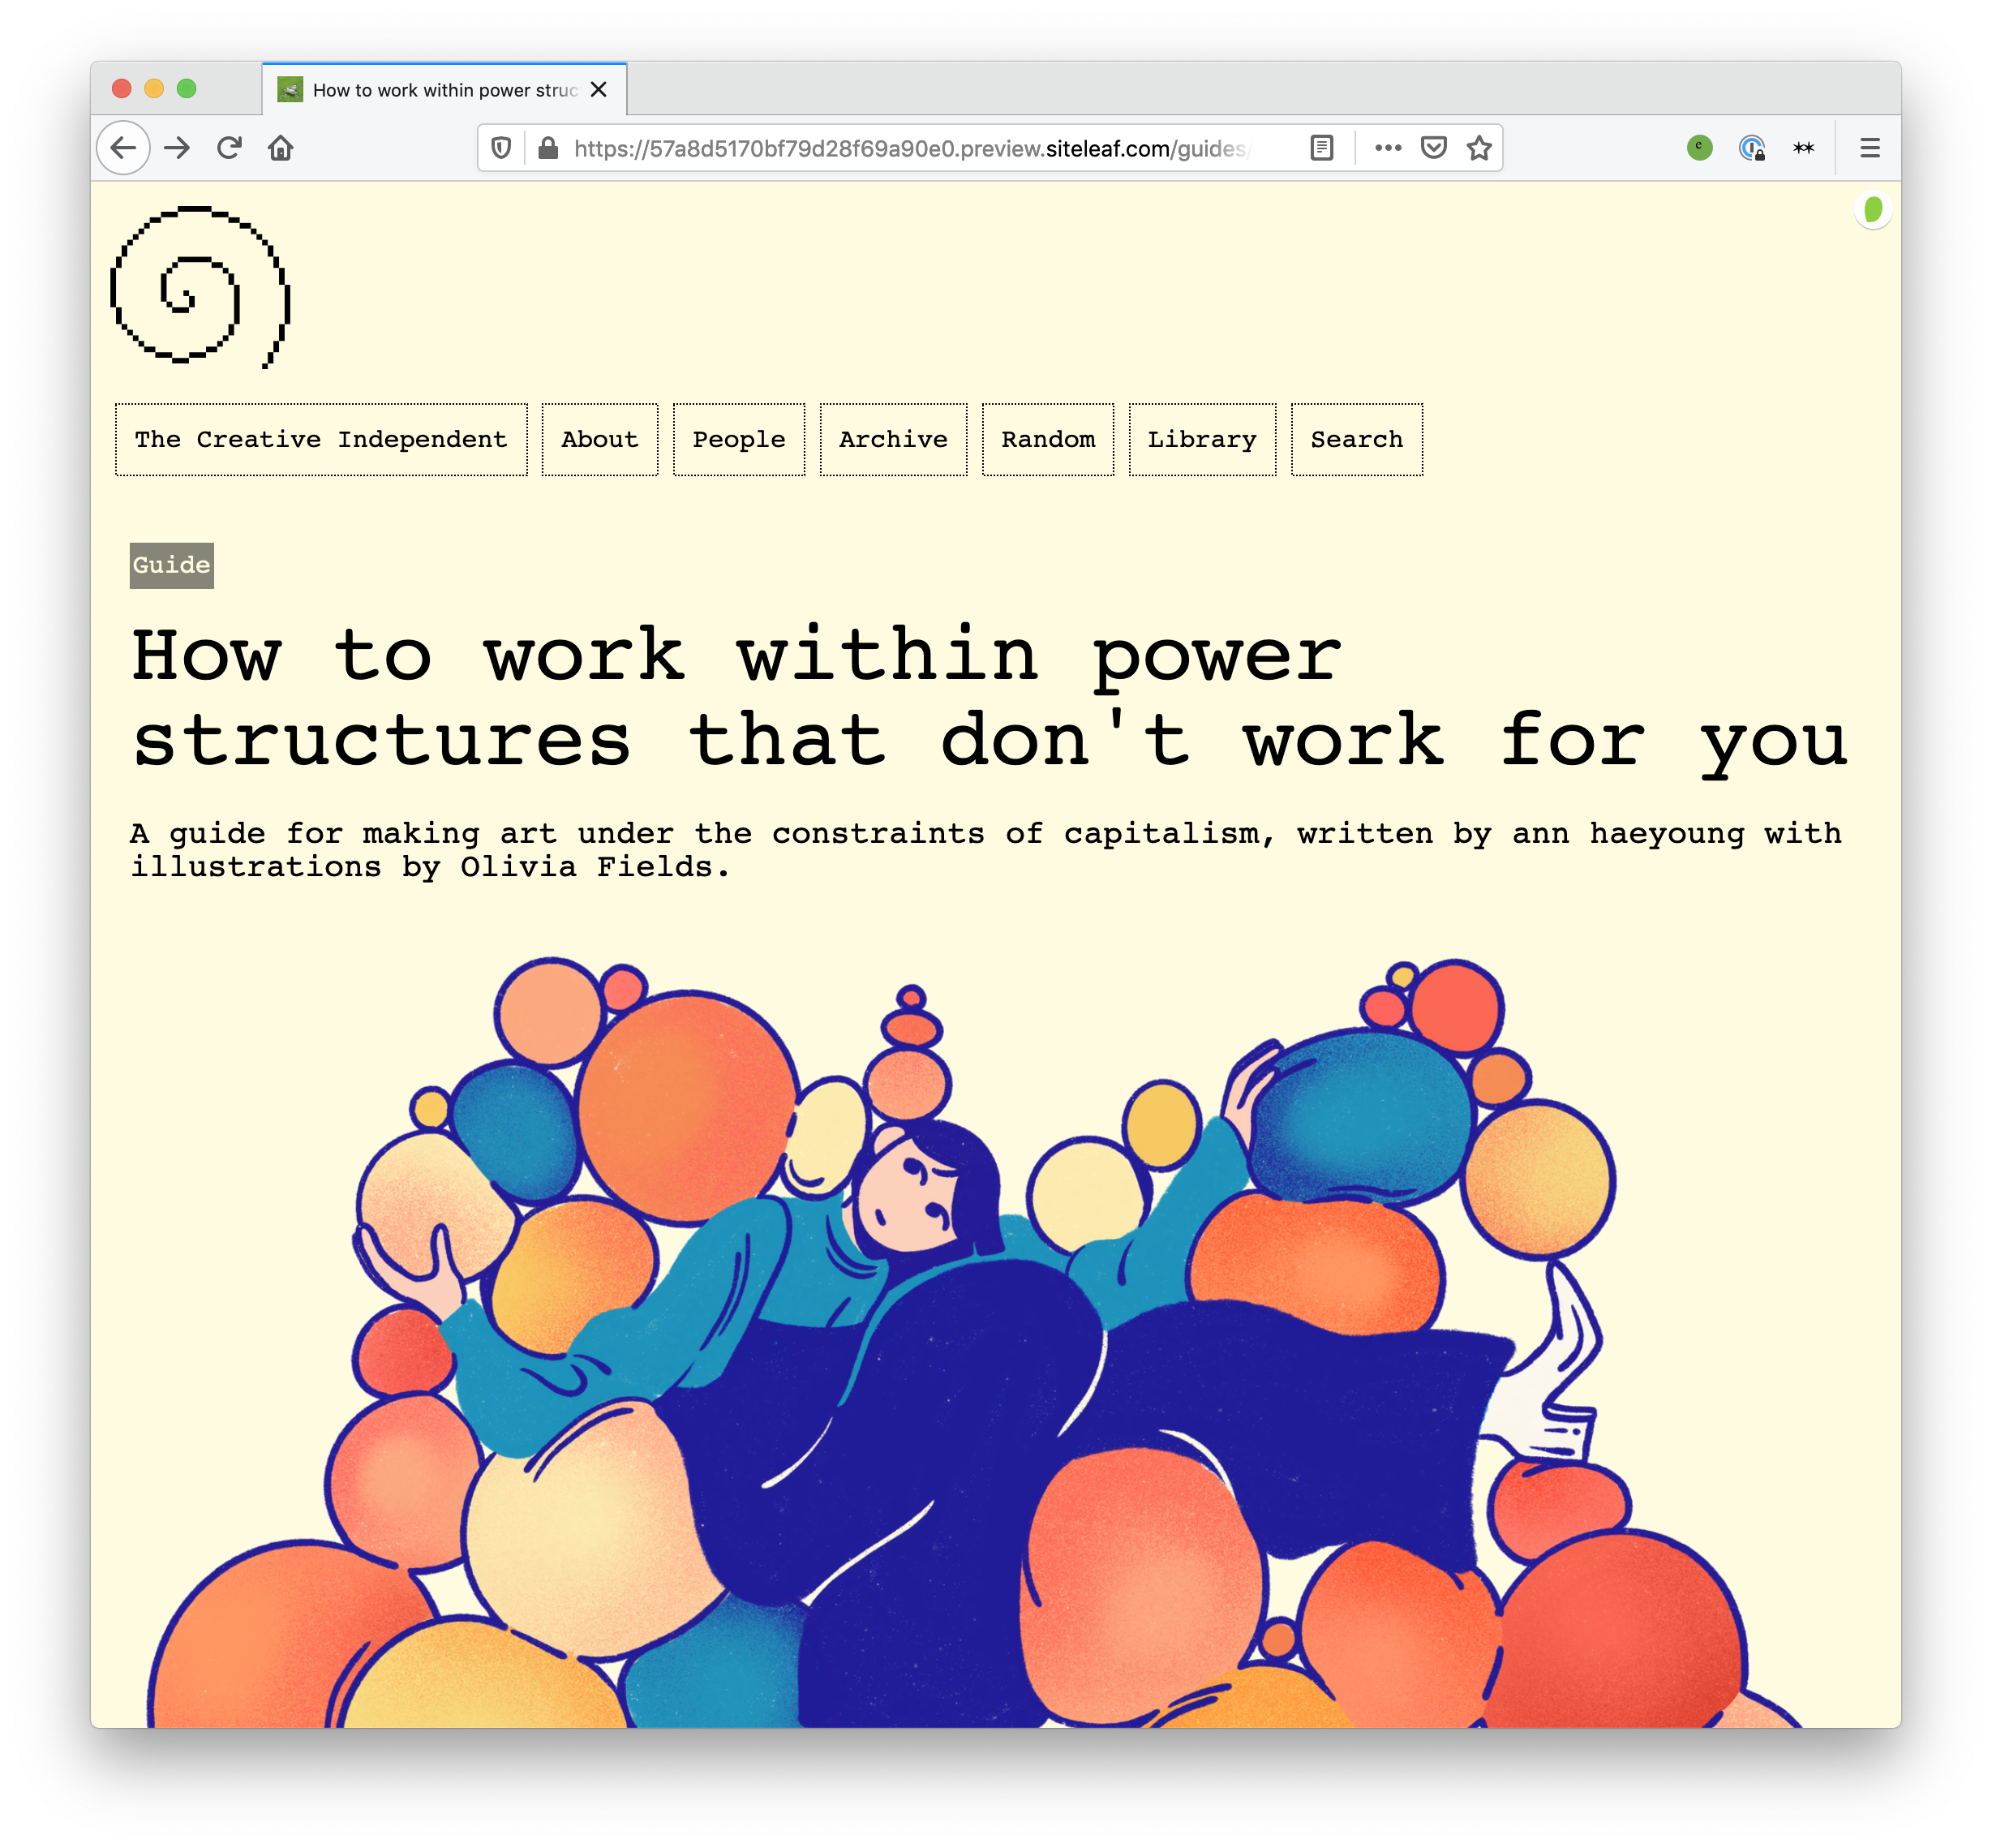 How to work within power struc
https://57a8d5170bf79d28f69a90e0.preview.siteleaf.com/guides/
The Creative Independent About People Archive Random Library Search
Guide
How to work within power
structures that don't work for you
A guide for making art under the constraints of capitalism, written by ann haeyoung with
illustrations by Olivia Fields.